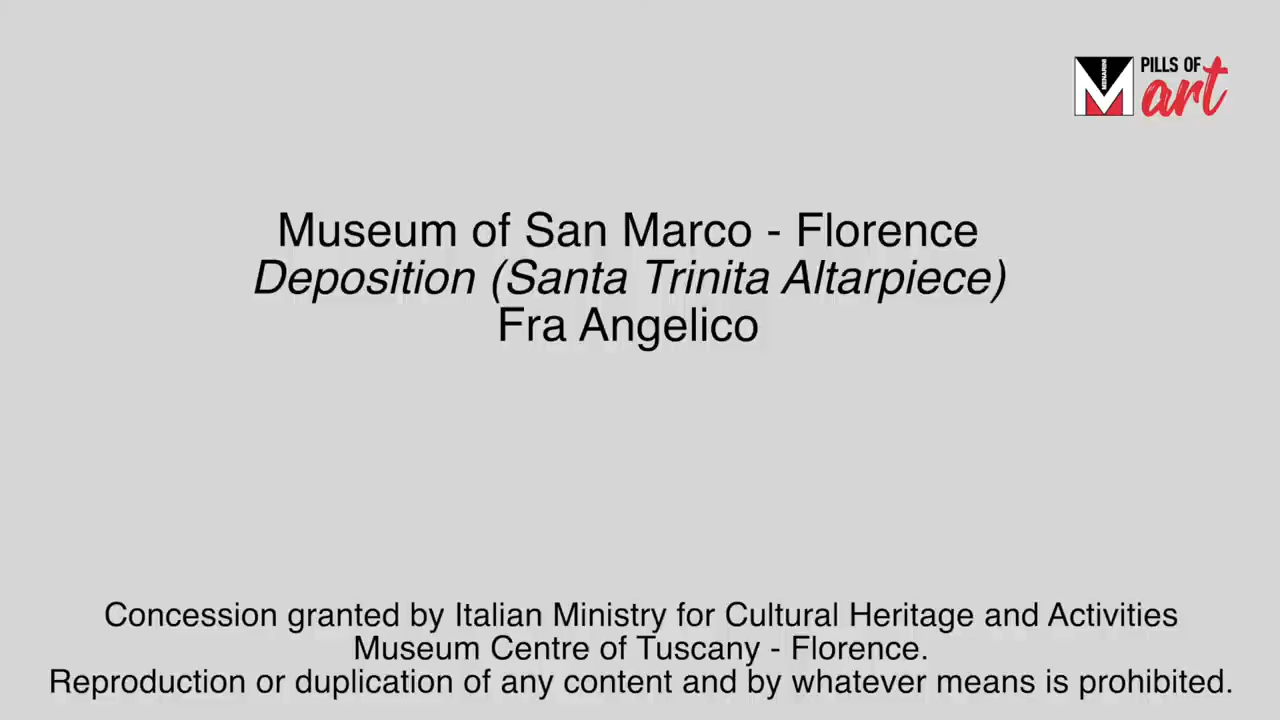 PILLS OF
MENARINI
art
Museum of San Marco - Florence
Deposition (Santa Trinita Altarpiece)
Fra Angelico
Concession granted by Italian Ministry for Cultural Heritage and Activities
Museum Centre of Tuscany - Florence.
Reproduction or duplication of any content and by whatever means is prohibited.